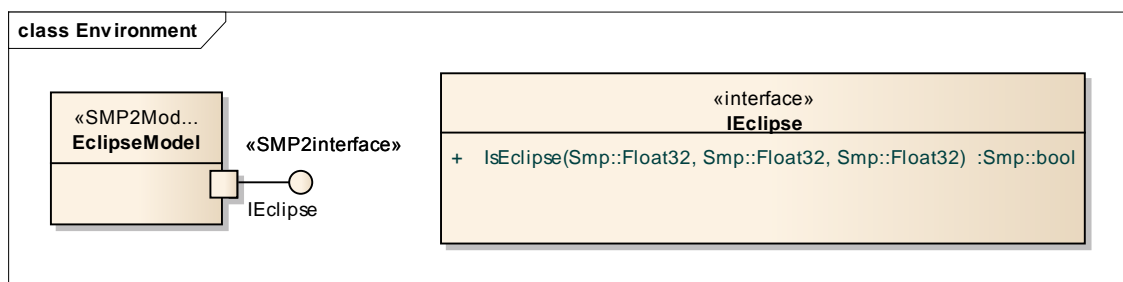 class Environment
«SMP2Mod...
EclipseModel
«SMP2interface»
IEclipse
«interface»
IEclipse
+ IsEclipse(Smp::Float32, Smp::Float32, Smp::Float32) :Smp::bool